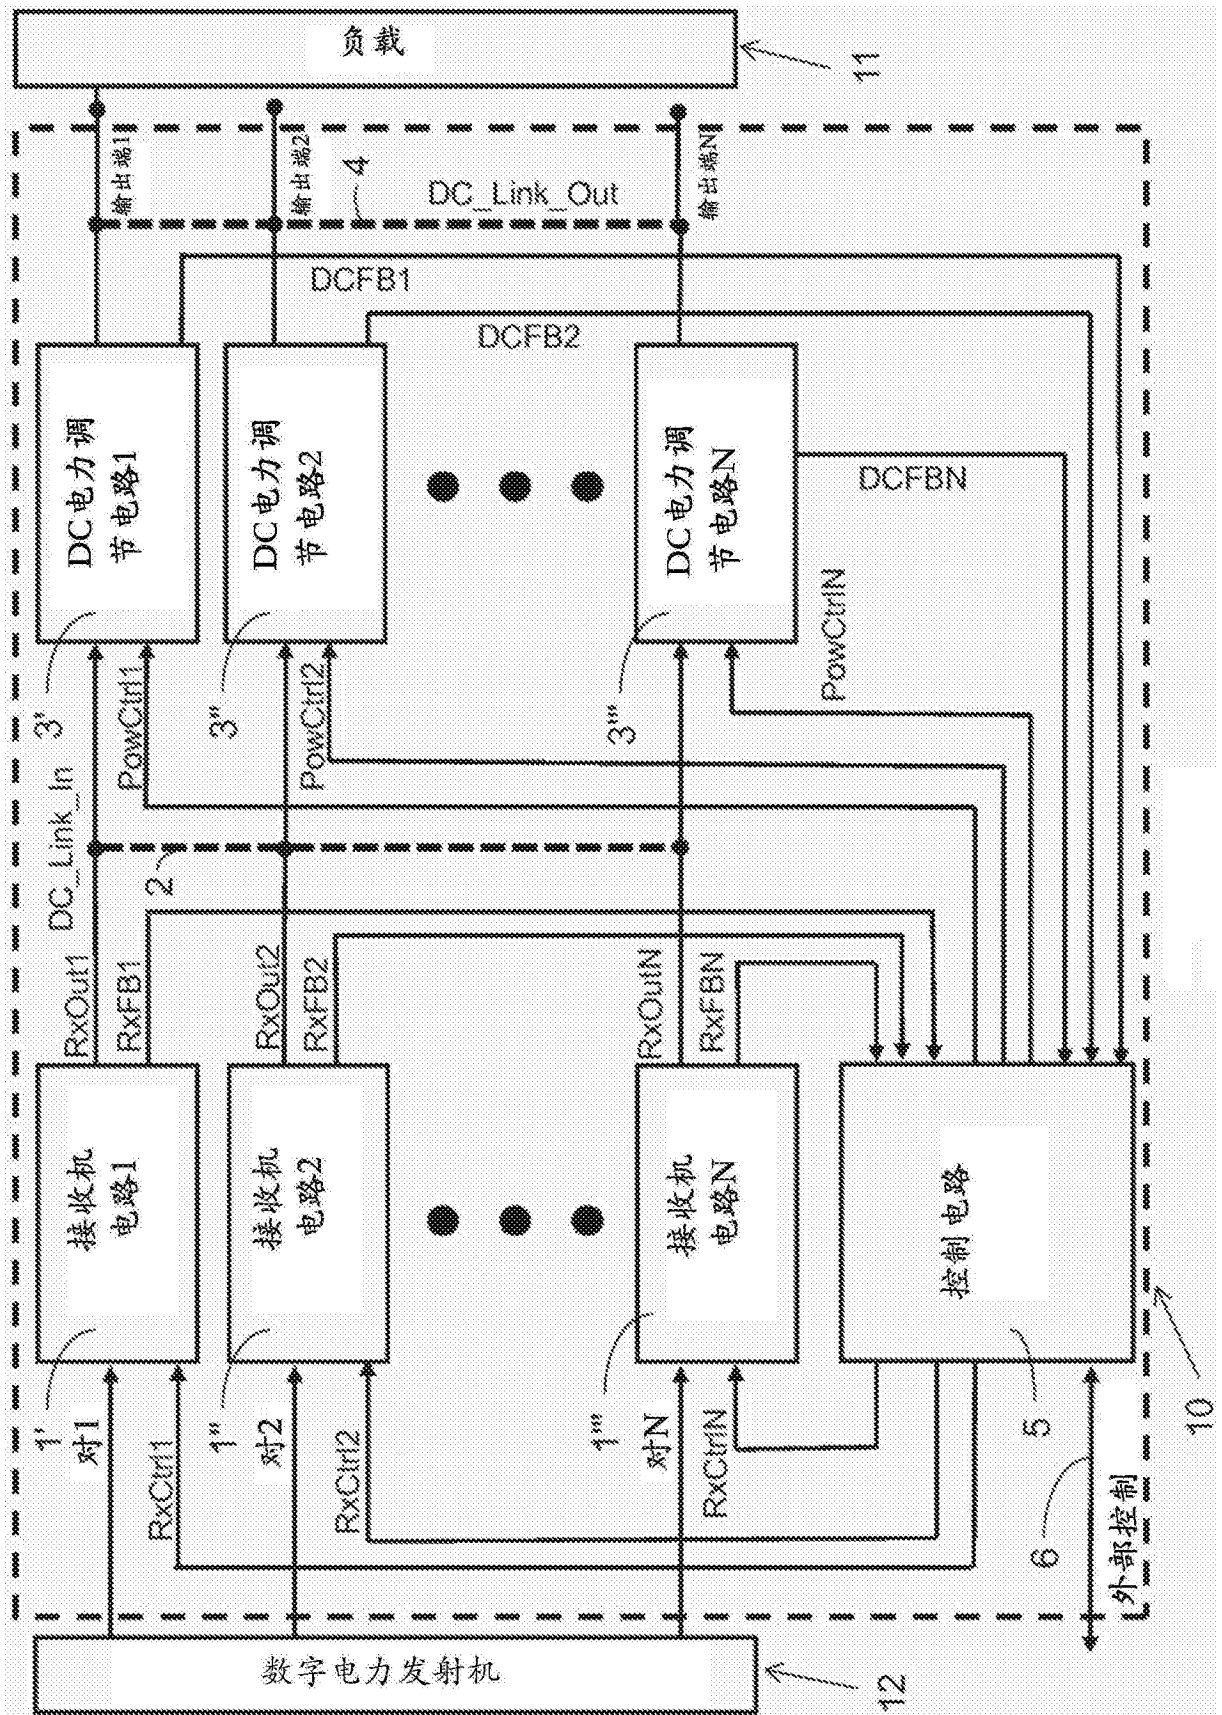 负载
11
输出端1
输出端2
输出端N
4
DC_Link_Out
DCFB1
DCFB2
DCFBN
DC电力调
节电路1
DC电力调
节电路2
DC电力调
节电路N
3'
3''
3'''
PowCtrl1
PowCtrl2
PowCtrlN
DC_Link_In
2
RxOut1
RxFB1
RxOut2
RxFB2
RxOutN
RxFBN
接收机
电路1
接收机
电路2
接收机
电路N
控制电路
1'
对1
1''
对2
1'''
对N
5
10
RxCtrl1
RxCtrl2
RxCtrlN
6
外部控制
数字电力发射机
12